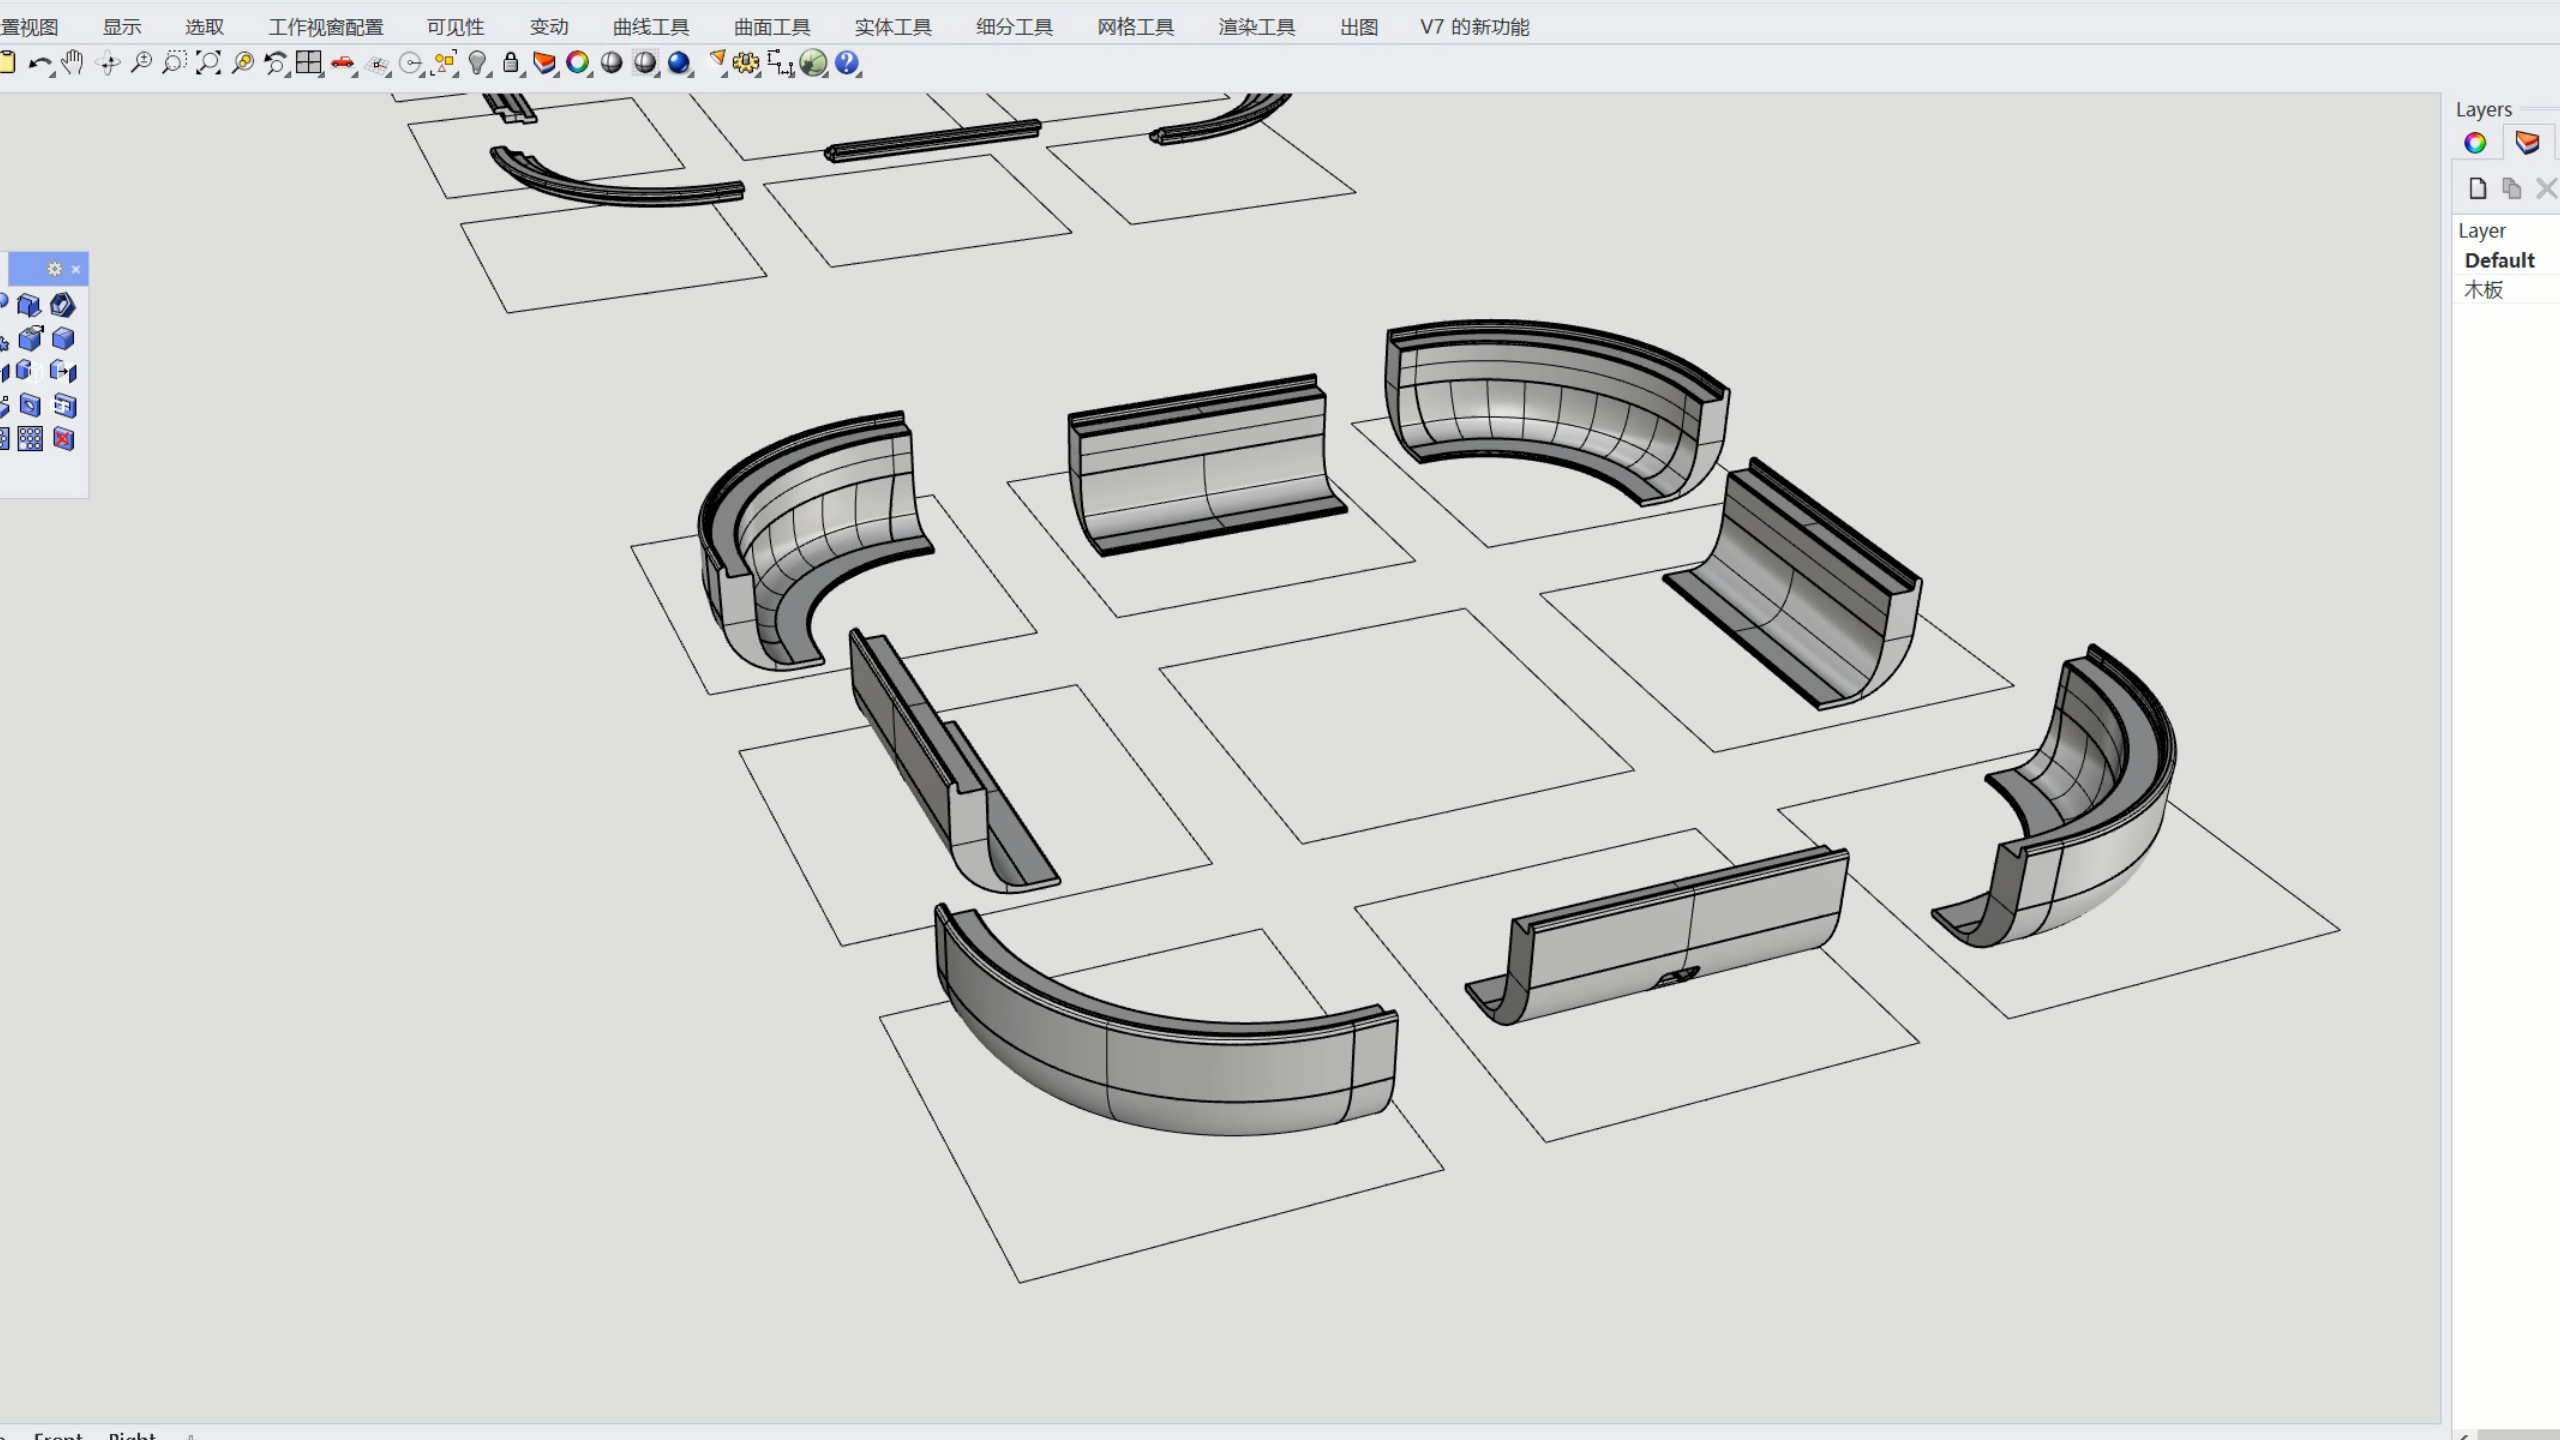 置视图 显示 选取 工作视窗配置 可见性 变动 曲线工具 曲面工具 实体工具 细分工具 网格工具 渲染工具 出图 V7 的新功能
Layers
Layer
Default
木板
Front Right